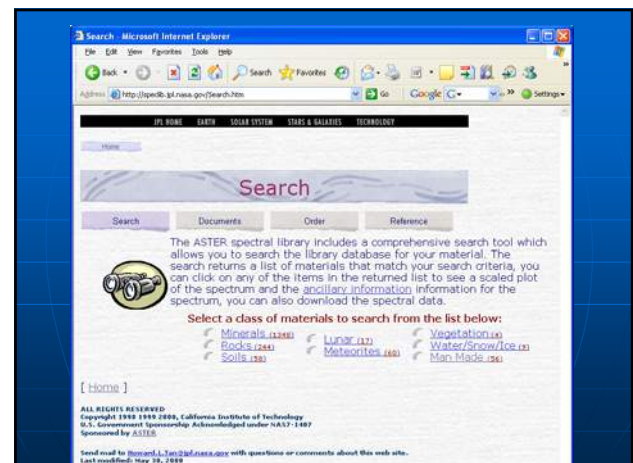 Search - Microsoft Internet Explorer
File Edit View Favorites Tools Help
Back Search Favorites
Address http://speclib.jpl.nasa.gov/Search.htm Go Google G Settings
JPL HOME EARTH SOLAR SYSTEM STARS & GALAXIES TECHNOLOGY
Home
Search
Search Documents Order Reference
The ASTER spectral library includes a comprehensive search tool which
allows you to search the library database for your material. The
search returns a list of materials that match your search criteria, you
can click on any of the items in the returned list to see a scaled plot
of the spectrum and the ancillary information information for the
spectrum, you can also download the spectral data.
Select a class of materials to search from the list below:
Minerals (1348) Lunar (17) Vegetation (4)
Rocks (244) Meteorites (60) Water/Snow/Ice (9)
Soils (58) Man Made (56)
[ Home ]
ALL RIGHTS RESERVED
Copyright 1998 1999 2000, California Institute of Technology
U.S. Government Sponsorship Acknowledged under NAS7-1407
Sponsored by ASTER
Send mail to Howard.L.Tan@jpl.nasa.gov with questions or comments about this web site.
Last modified: May 30, 2000